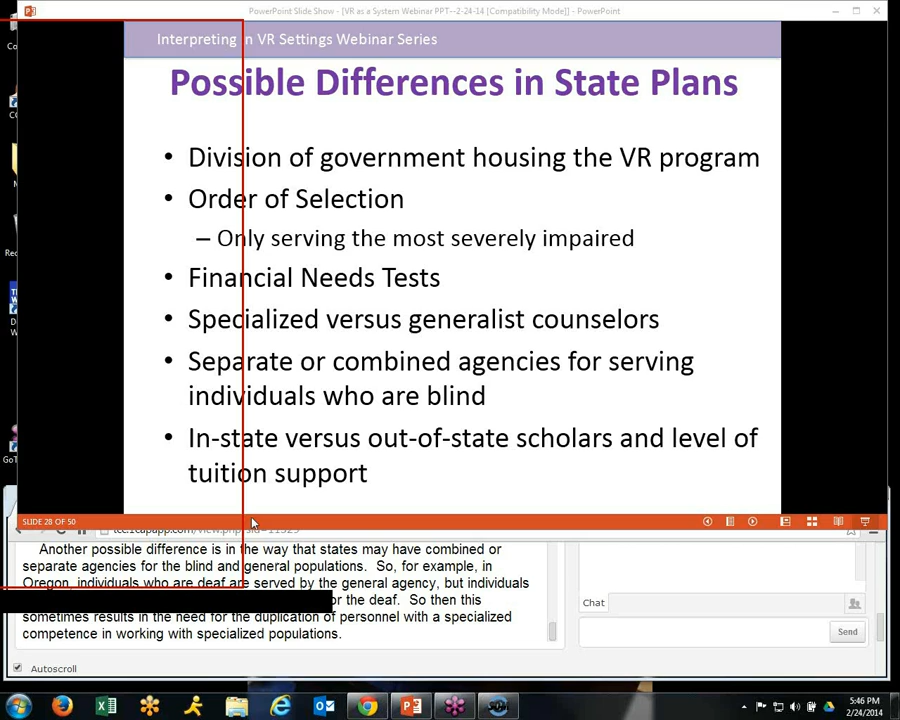 PowerPoint Slide Show - [VR as a System Webinar PPT--2-24-14 [Compatibility Mode]] - PowerPoint
Interpreting in VR Settings Webinar Series
Possible Differences in State Plans
• Division of government housing the VR program
• Order of Selection
– Only serving the most severely impaired
• Financial Needs Tests
• Specialized versus generalist counselors
• Separate or combined agencies for serving
individuals who are blind
• In-state versus out-of-state scholars and level of
tuition support
SLIDE 28 OF 50
Another possible difference is in the way that states may have combined or
separate agencies for the blind and general populations. So, for example, in
Oregon, individuals who are deaf are served by the general agency, but individuals
or the deaf. So then this
sometimes results in the need for the duplication of personnel with a specialized
competence in working with specialized populations.
Chat
Send
Autoscroll
5:46 PM
2/24/2014